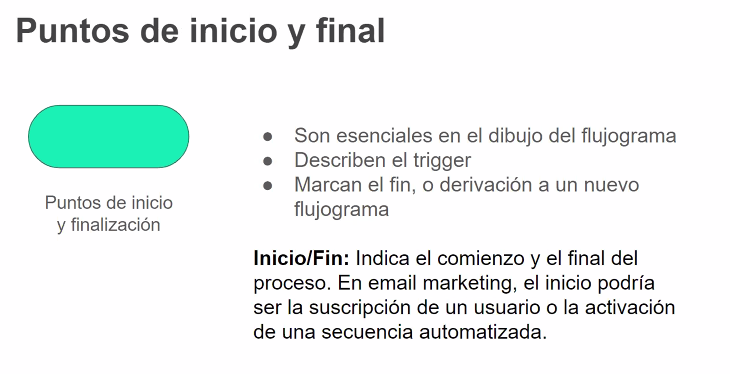 Puntos de inicio y final
Puntos de inicio
y finalización
● Son esenciales en el dibujo del flujograma
● Describen el trigger
● Marcan el fin, o derivación a un nuevo
flujograma
Inicio/Fin: Indica el comienzo y el final del
proceso. En email marketing, el inicio podría
ser la suscripción de un usuario o la activación
de una secuencia automatizada.